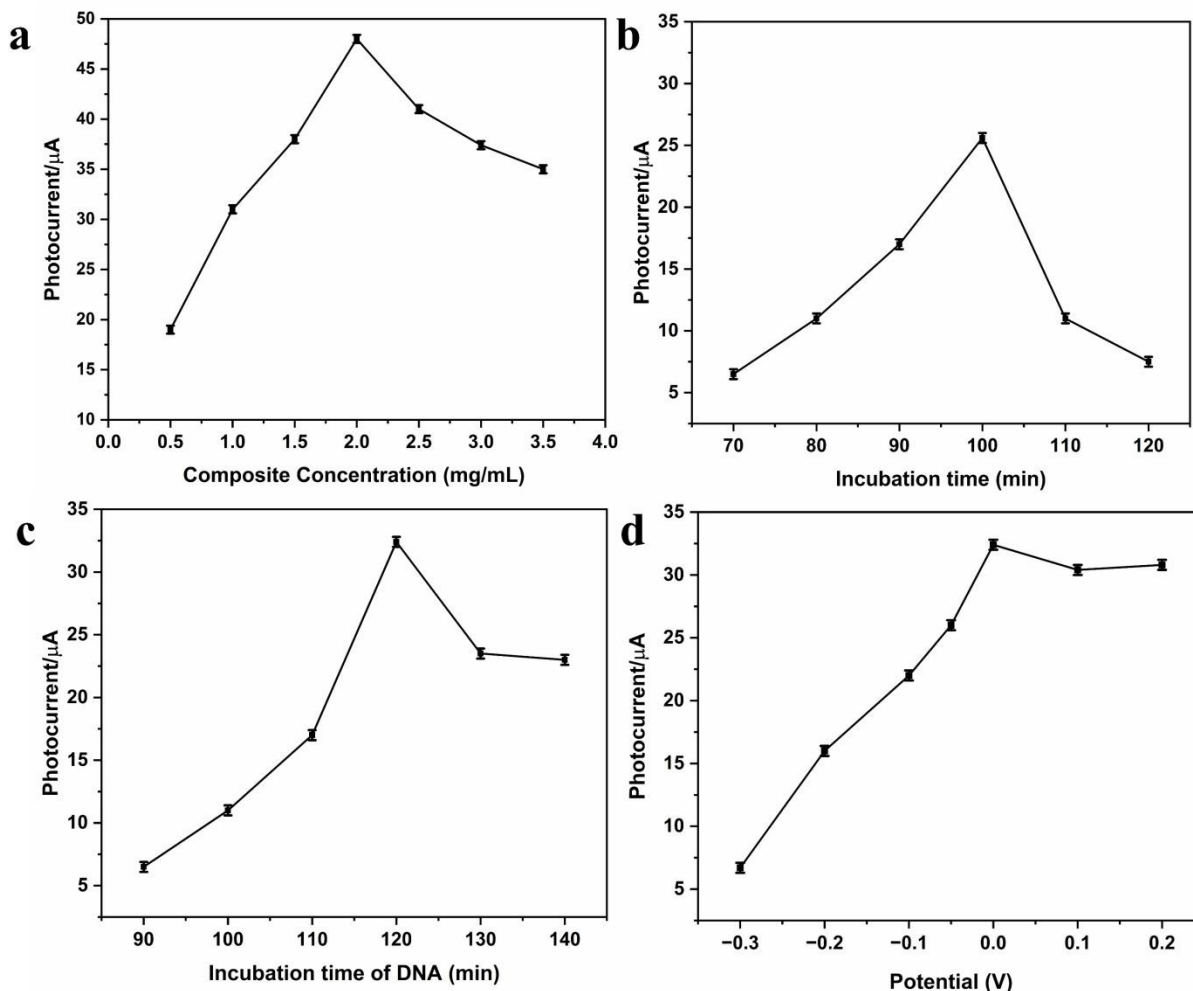 a
50
45
40
35
30
25
20
15
10
Photocurrent/μA
0.0 0.5 1.0 1.5 2.0 2.5 3.0 3.5 4.0
Composite Concentration (mg/mL)
b
35
30
25
20
15
10
5
Photocurrent/μA
70 80 90 100 110 120
Incubation time (min)
c
35
30
25
20
15
10
5
Photocurrent/μA
90 100 110 120 130 140
Incubation time of DNA (min)
d
35
30
25
20
15
10
5
Photocurrent/μA
−0.3 −0.2 −0.1 0.0 0.1 0.2
Potential (V)